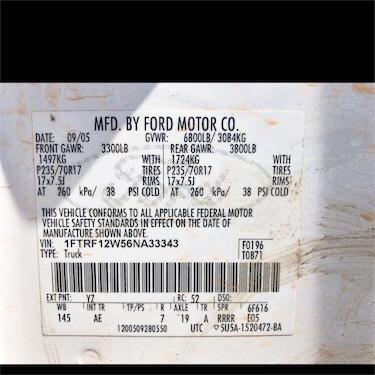 MFD. BY FORD MOTOR CO.
DATE: 09/05 GVWR: 6800LB/ 3084KG
FRONT GAWR: 3300LB REAR GAWR: 3800LB
1497KG WITH 1724KG WITH
P235/70R17 TIRES P235/70R17 TIRES
17x7.5J RIMS 17x7.5J RIMS
AT 260 kPa/ 38 PSI COLD AT 260 kPa/ 38 PSI COLD
THIS VEHICLE CONFORMS TO ALL APPLICABLE FEDERAL MOTOR
VEHICLE SAFETY STANDARDS IN EFFECT ON THE DATE OF
MANUFACTURE SHOWN ABOVE.
VIN: 1FTRF12W56NA33343 F0196
TYPE: Truck T0871
EXT PNT: YZ RC: 52 DSO:
WB INT TR TP/PS R AXLE TR SPR 6F616
145 AE 7 19 A RRRR E05
1200509280550 UTC 5U5A-1520472-BA